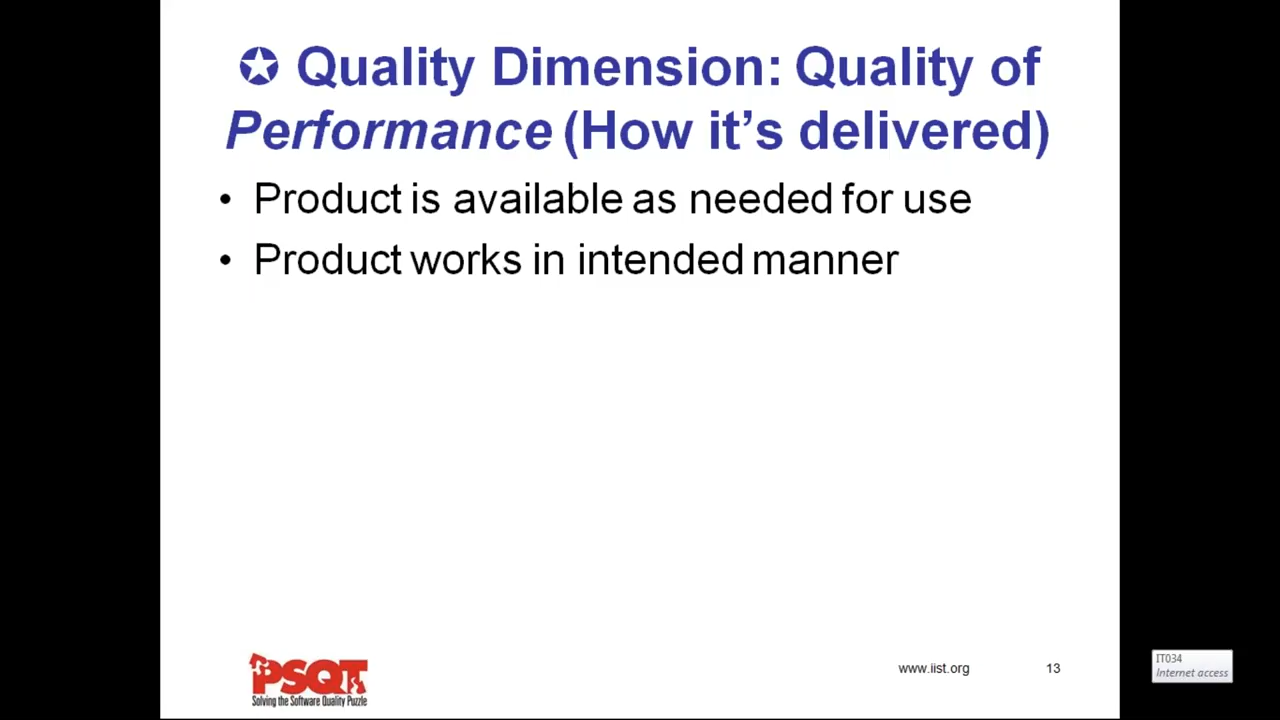 ✪ Quality Dimension: Quality of
Performance (How it’s delivered)
• Product is available as needed for use
• Product works in intended manner
PSQT
Solving the Software Quality Puzzle
www.iist.org
13
IT034
Internet access